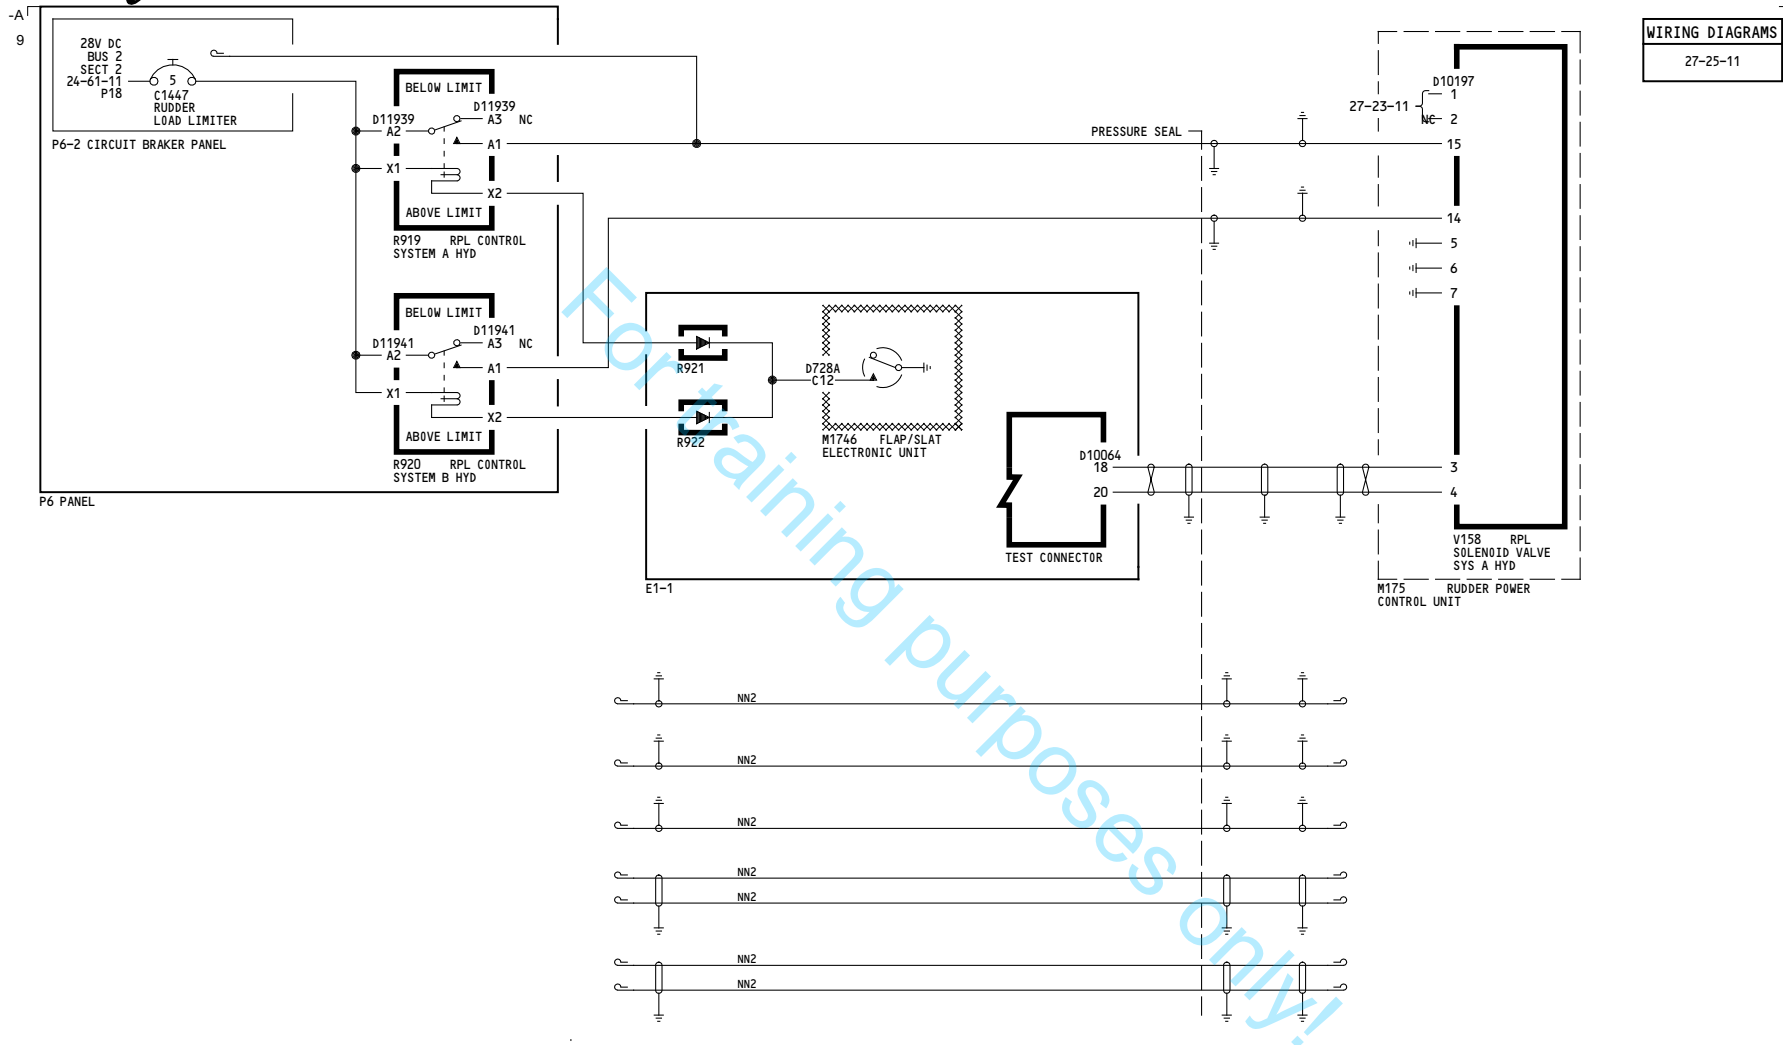 -A
9
28V DC
BUS 2
SECT 2
24-61-11
P18
5
C1447
RUDDER
LOAD LIMITER
P6-2 CIRCUIT BRAKER PANEL
BELOW LIMIT
D11939
A3 NC
D11939
A2
A1
X1
X2
ABOVE LIMIT
R919 RPL CONTROL
SYSTEM A HYD
BELOW LIMIT
D11941
A3 NC
D11941
A2
A1
X1
X2
ABOVE LIMIT
R920 RPL CONTROL
SYSTEM B HYD
P6 PANEL
R921
R922
D728A
C12
M1746 FLAP/SLAT
ELECTRONIC UNIT
D10064
18
20
TEST CONNECTOR
E1-1
PRESSURE SEAL
D10197
27-23-11
1
NC 2
15
14
5
6
7
3
4
V158 RPL
SOLENOID VALVE
SYS A HYD
M175 RUDDER POWER
CONTROL UNIT
WIRING DIAGRAMS
27-25-11
NN2
NN2
NN2
NN2
NN2
NN2
NN2
For training purposes only!